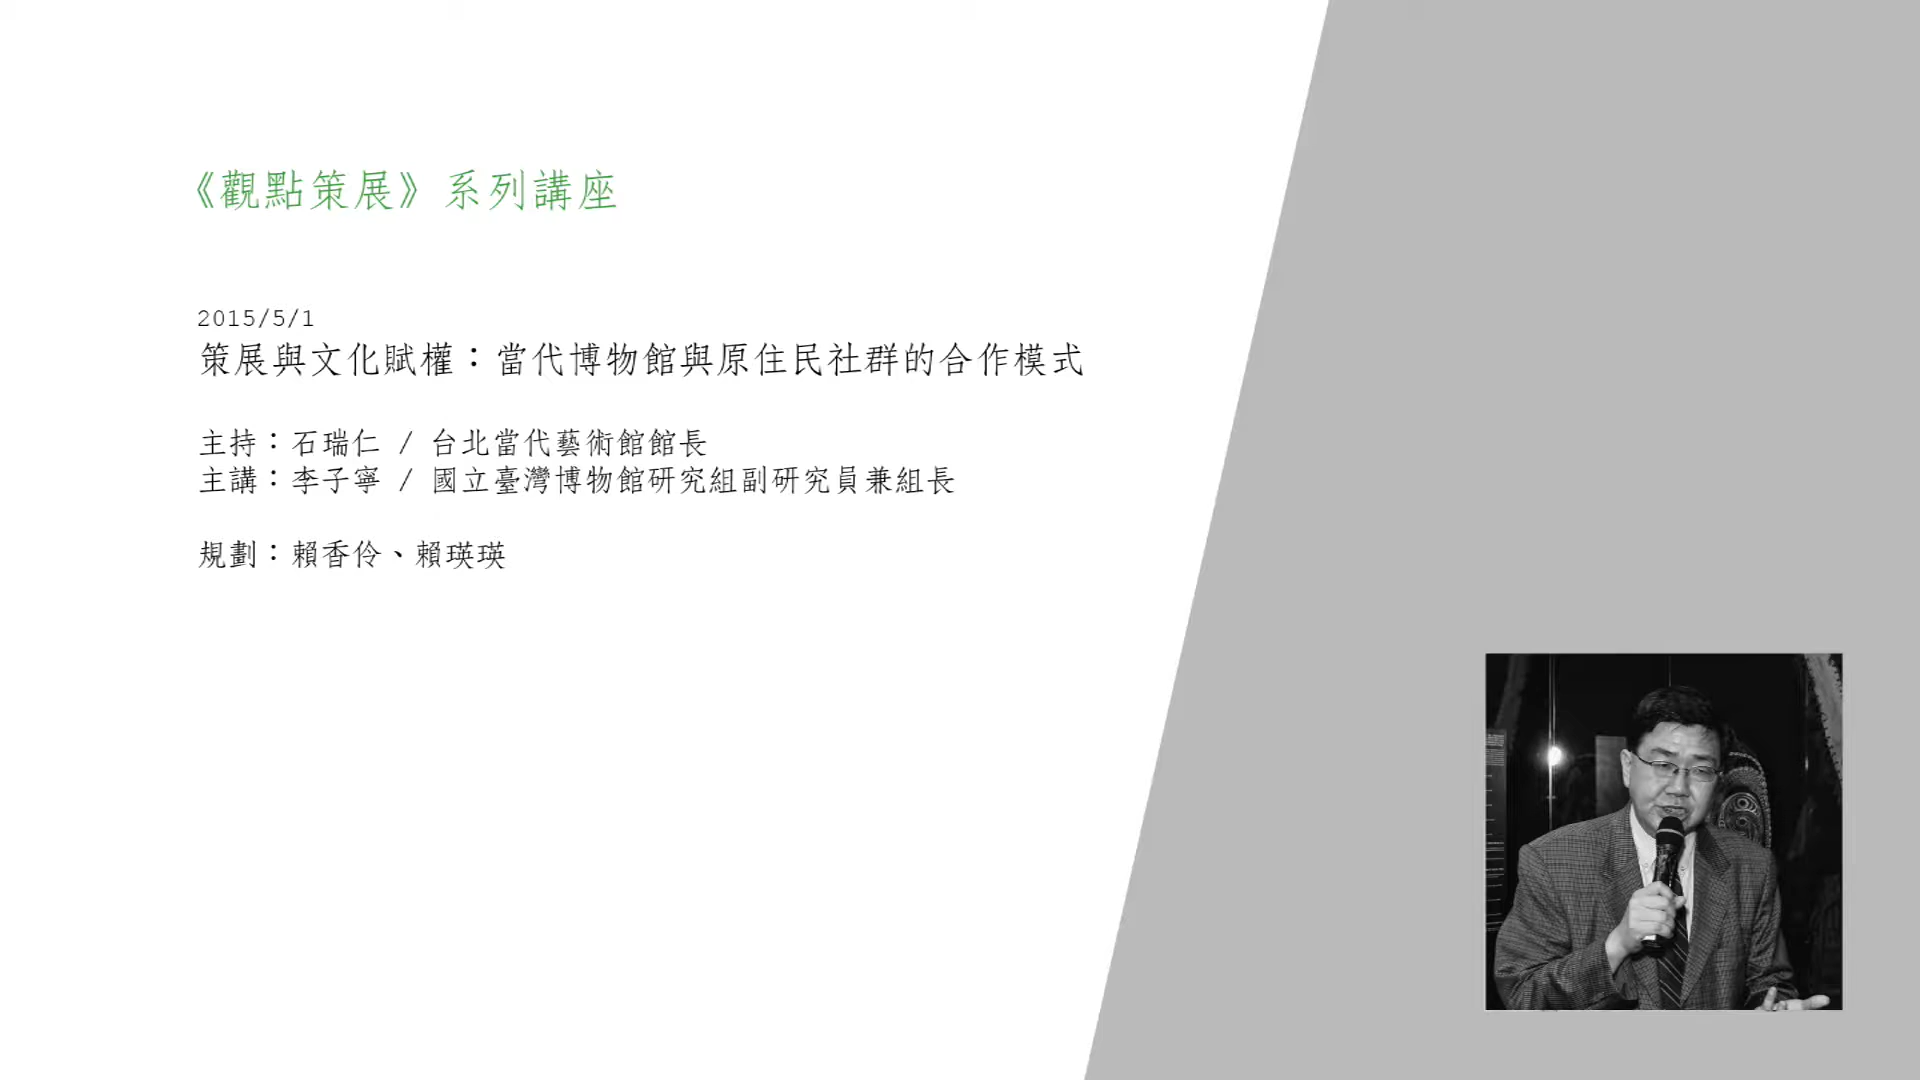 《觀點策展》系列講座
2015/5/1
策展與文化賦權：當代博物館與原住民社群的合作模式
主持：石瑞仁 / 台北當代藝術館館長
主講：李子寧 / 國立臺灣博物館研究組副研究員兼組長
規劃：賴香伶、賴瑛瑛